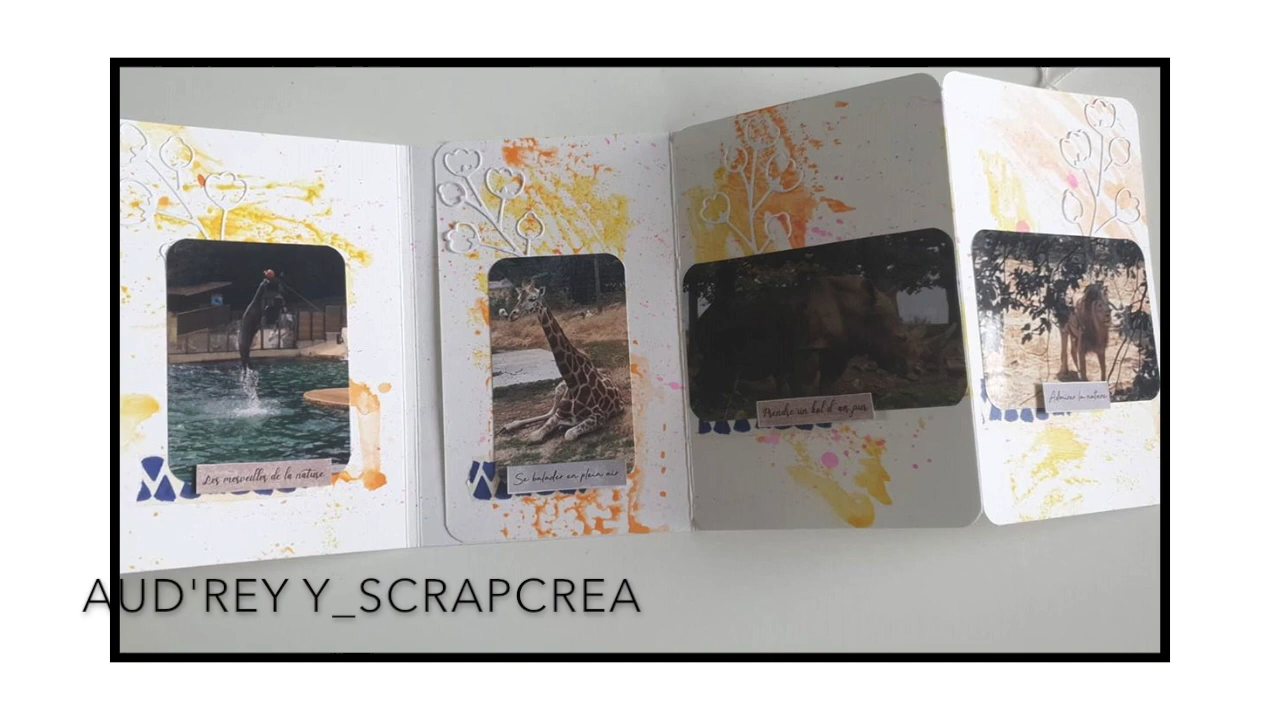 Les merveilles de la nature
Se balader en plein air
Prendre un bol d'air pur
Admirer la nature
AUD'REY Y_SCRAPCREA